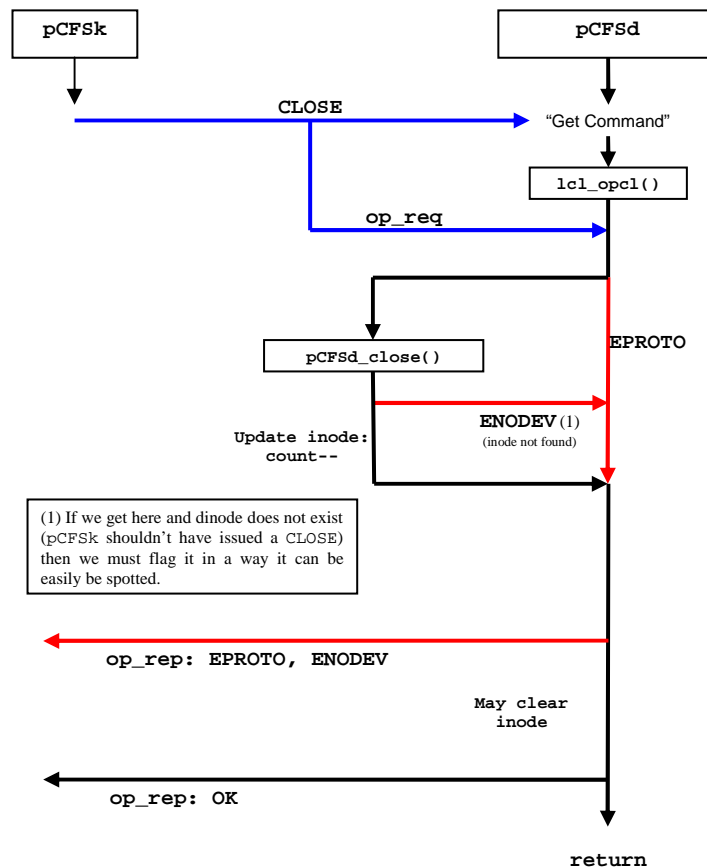 pCFSk
pCFSd
CLOSE
“Get Command”
lcl_opcl()
op_req
pCFSd_close()
EPROTO
ENODEV (1)
(inode not found)
Update inode:
count--
(1) If we get here and dinode does not exist
(pCFSk shouldn’t have issued a CLOSE)
then we must flag it in a way it can be
easily be spotted.
op_rep: EPROTO, ENODEV
May clear
inode
op_rep: OK
return